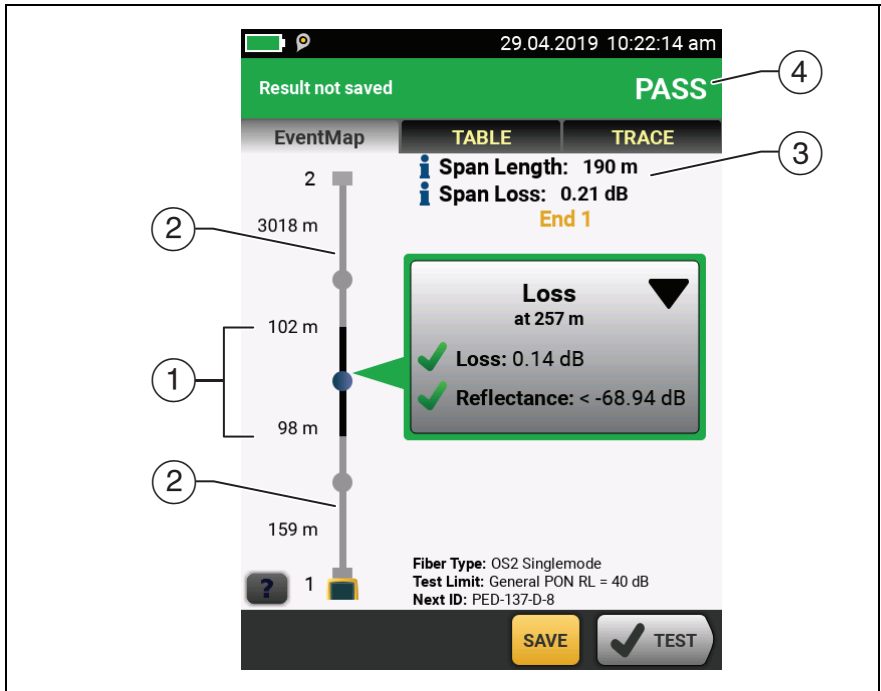 29.04.2019 10:22:14 am
Result not saved
PASS
4
EventMap
TABLE
TRACE
3
Span Length: 190 m
Span Loss: 0.21 dB
End 1
2
3018 m
2
Loss
at 257 m
102 m
Loss: 0.14 dB
1
Reflectance: < -68.94 dB
98 m
2
159 m
Fiber Type: OS2 Singlemode
Test Limit: General PON RL = 40 dB
Next ID: PED-137-D-8
?
1
SAVE
TEST